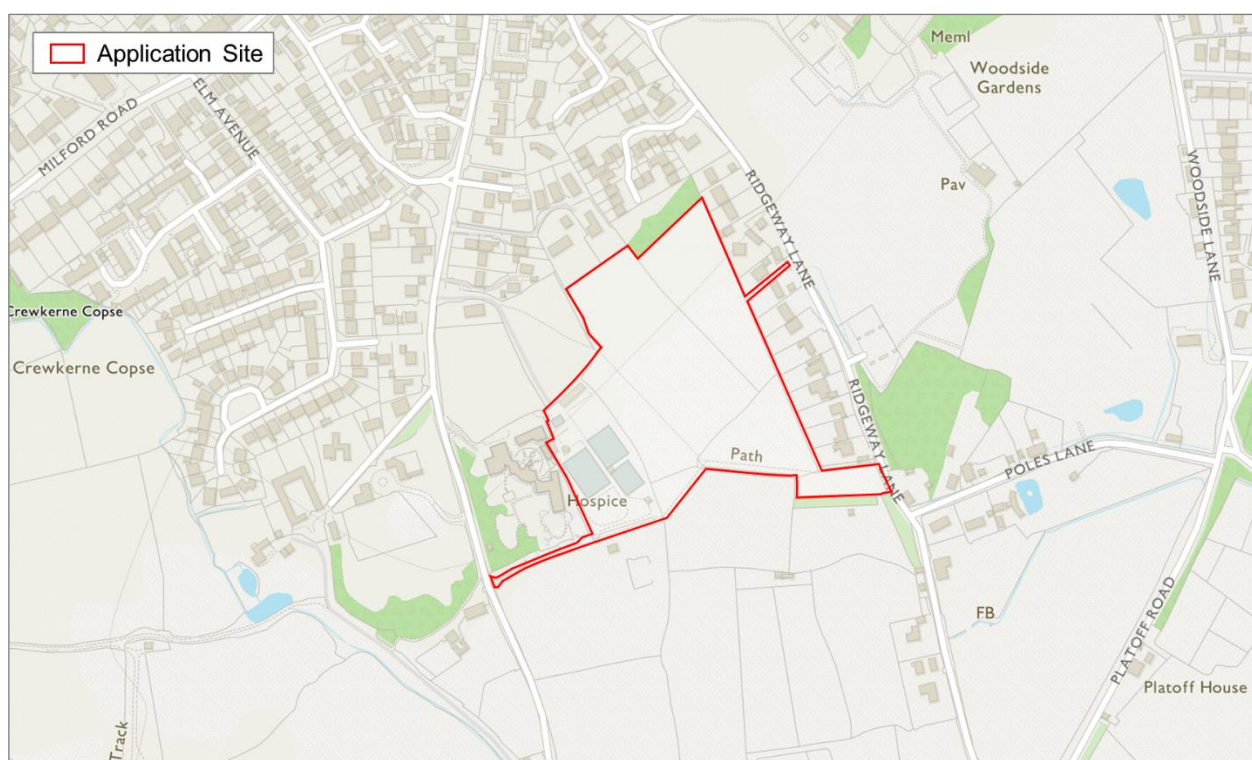 Application Site
Meml
Woodside
Gardens
MILFORD ROAD
ELM AVENUE
RIDGEWAY LANE
Pav
WOODSIDE LANE
Crewkerne Copse
Crewkerne Copse
RIDGEWAY LANE
Path
POLES LANE
Hospice
FB
PLATOFF ROAD
Platoff House
Track